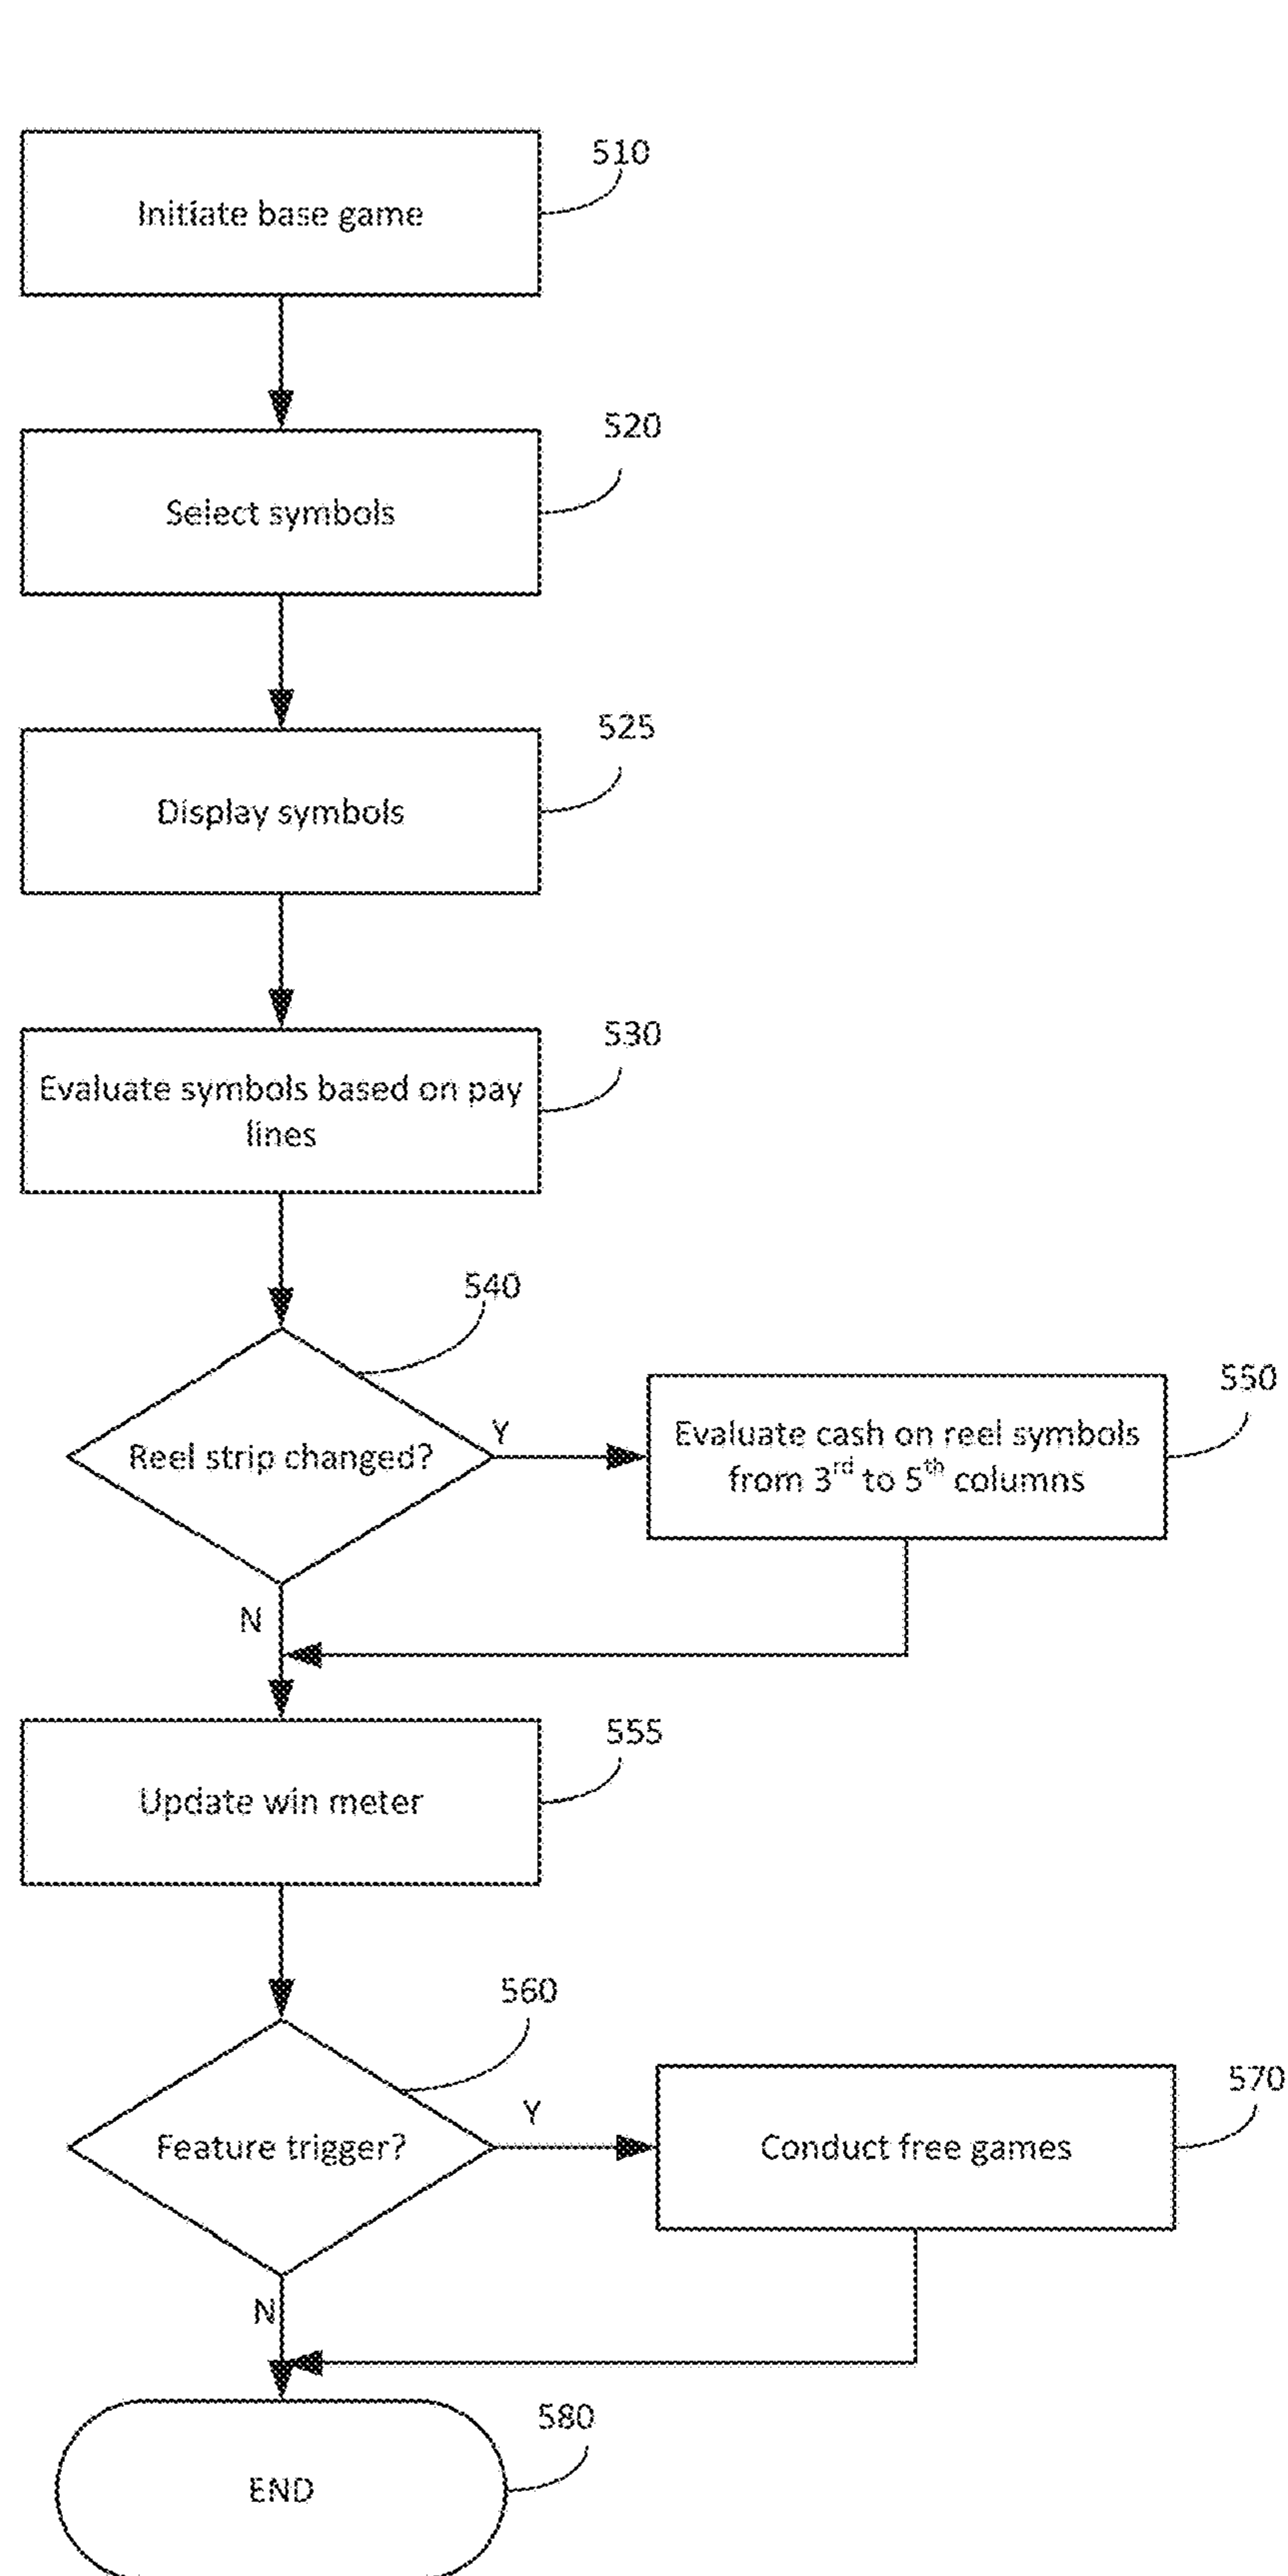 510
Initiate base game
520
Select symbols
525
Display symbols
530
Evaluate symbols based on pay
lines
540
Reel strip changed?
Y
550
Evaluate cash on reel symbols
from 3rd to 5th columns
N
555
Update win meter
560
Feature trigger?
Y
570
Conduct free games
N
580
END